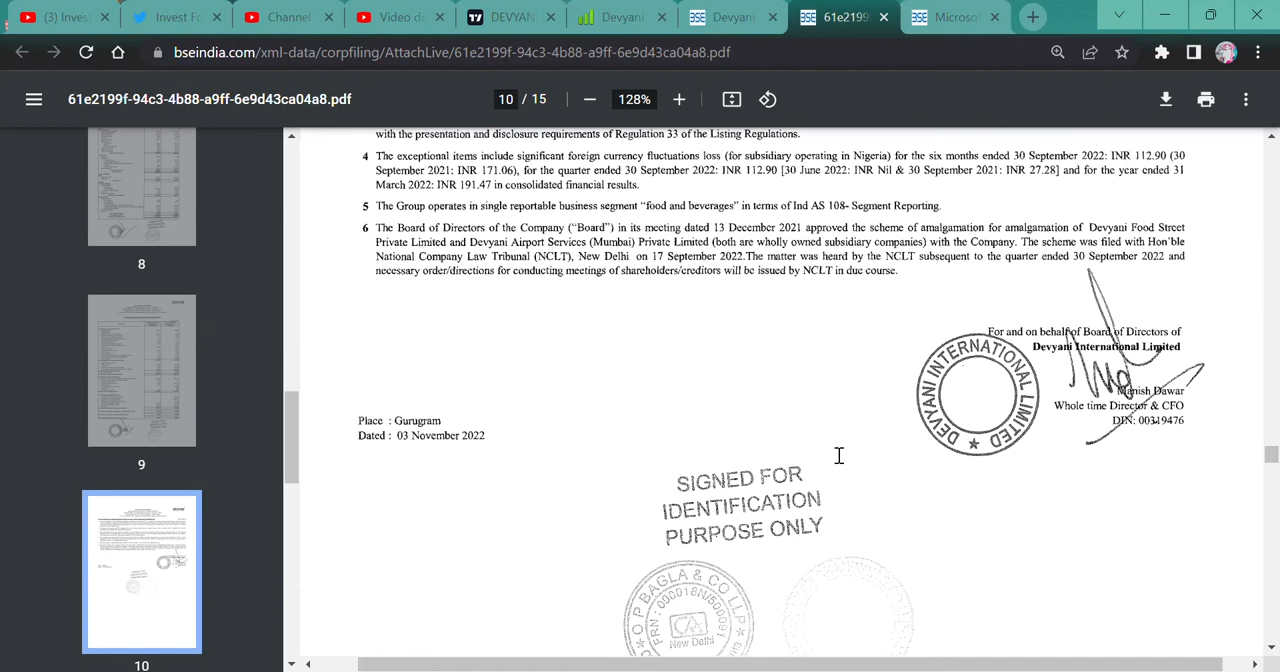 (3) Invest
Invest Fo
Channel
Video de
DEVYAN
Devyani
Devyani
61e2199
Microsof
bseindia.com/xml-data/corpfiling/AttachLive/61e2199f-94c3-4b88-a9ff-6e9d43ca04a8.pdf
61e2199f-94c3-4b88-a9ff-6e9d43ca04a8.pdf
10 / 15
128%
with the presentation and disclosure requirements of Regulation 33 of the Listing Regulations.
4 The exceptional items include significant foreign currency fluctuations loss (for subsidiary operating in Nigeria) for the six months ended 30 September 2022: INR 112.90 (30
September 2021: INR 171.06), for the quarter ended 30 September 2022: INR 112.90 [30 June 2022: INR Nil & 30 September 2021: INR 27.28] and for the year ended 31
March 2022: INR 191.47 in consolidated financial results.
5 The Group operates in single reportable business segment “food and beverages” in terms of Ind AS 108- Segment Reporting.
6 The Board of Directors of the Company (“Board”) in its meeting dated 13 December 2021 approved the scheme of amalgamation for amalgamation of Devyani Food Street
Private Limited and Devyani Airport Services (Mumbai) Private Limited (both are wholly owned subsidiary companies) with the Company. The scheme was filed with Hon’ble
National Company Law Tribunal (NCLT), New Delhi on 17 September 2022.The matter was heard by the NCLT subsequent to the quarter ended 30 September 2022 and
necessary order/directions for conducting meetings of shareholders/creditors will be issued by NCLT in due course.
For and on behalf of Board of Directors of
Devyani International Limited
DEVYANI INTERNATIONAL LIMITED
Manish Dawar
Whole time Director & CFO
DIN: 00319476
Place : Gurugram
Dated : 03 November 2022
SIGNED FOR
IDENTIFICATION
PURPOSE ONLY
O P BAGLA & CO LLP
FRN : 000018N/500091
CA
New Delhi
8
9
10